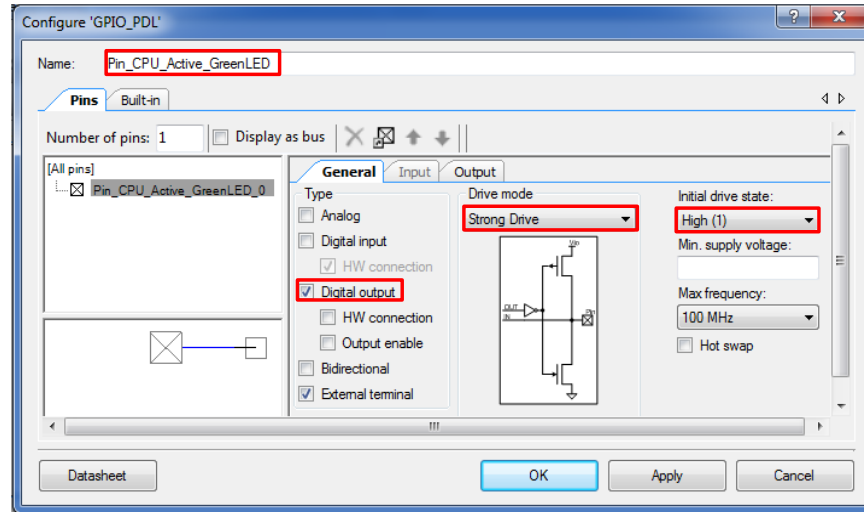 Configure 'GPIO_PDL'
Name: Pin_CPU_Active_GreenLED
Pins Built-in
Number of pins: 1 Display as bus
[All pins]
Pin_CPU_Active_GreenLED_0
General Input Output
Type
Analog
Digital input
HW connection
Digital output
HW connection
Output enable
Bidirectional
External terminal
Drive mode
Strong Drive
Vio
OUT
IN
Initial drive state:
High (1)
Min. supply voltage:
Max frequency:
100 MHz
Hot swap
Datasheet OK Apply Cancel